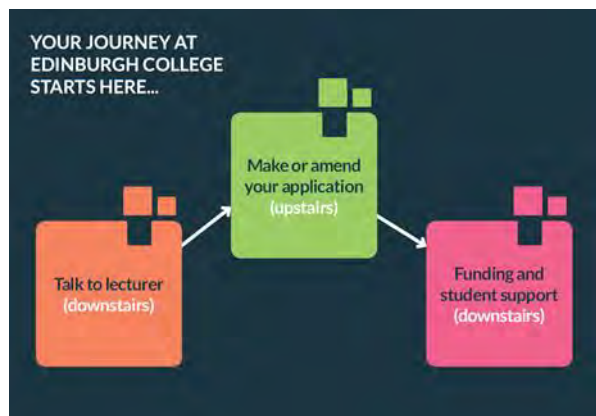 YOUR JOURNEY AT
EDINBURGH COLLEGE
STARTS HERE...
Talk to lecturer
(downstairs)
Make or amend
your application
(upstairs)
Funding and
student support
(downstairs)